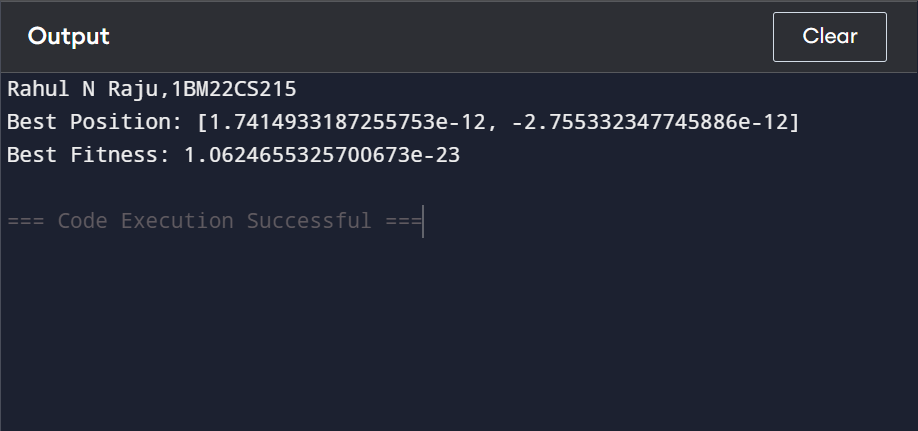 Output
Clear
Rahul N Raju,1BM22CS215
Best Position: [1.7414933187255753e-12, -2.755332347745886e-12]
Best Fitness: 1.0624655325700673e-23
=== Code Execution Successful ===